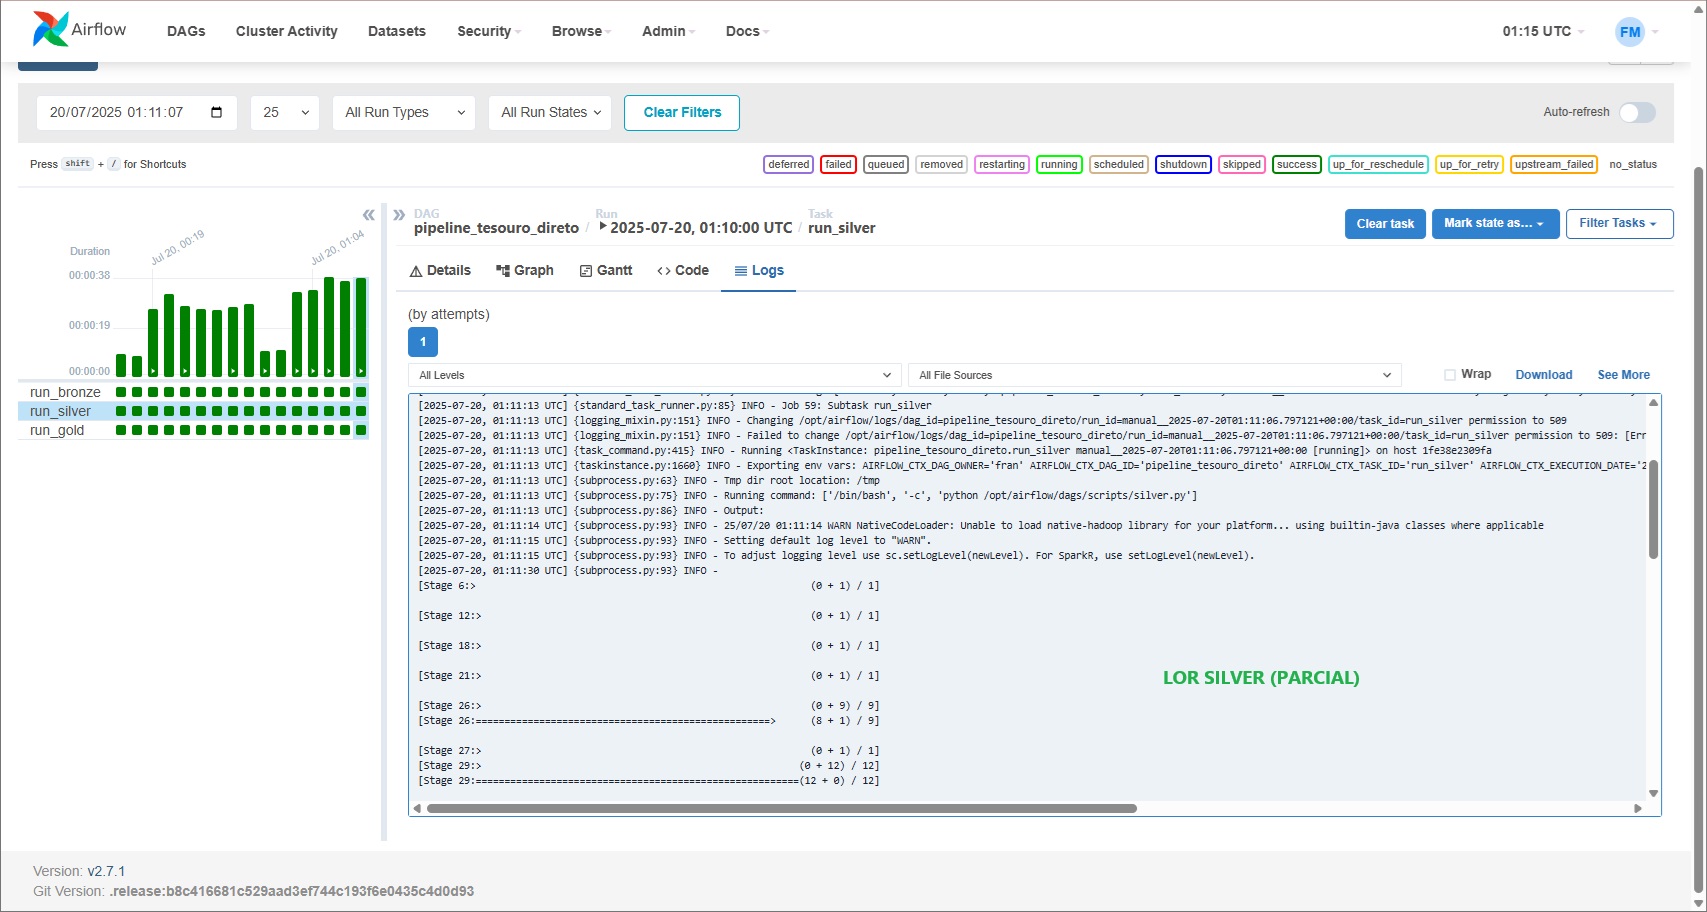 Airflow DAGs Cluster Activity Datasets Security Browse Admin Docs 01:15 UTC FM
20/07/2025 01:11:07 25 All Run Types All Run States Clear Filters Auto-refresh
Press shift + / for Shortcuts deferred failed queued removed restarting running scheduled shutdown skipped success up_for_reschedule up_for_retry upstream_failed no_status
Duration
Jul 20, 00:19
Jul 20, 01:04
00:00:38
00:00:19
00:00:00
run_bronze
run_silver
run_gold
DAG Run Task
pipeline_tesouro_direto / 2025-07-20, 01:10:00 UTC / run_silver
Clear task Mark state as... Filter Tasks
Details Graph Gantt Code Logs
(by attempts)
1
All Levels All File Sources Wrap Download See More
[2025-07-20, 01:11:13 UTC] {standard_task_runner.py:85} INFO - Job 59: Subtask run_silver
[2025-07-20, 01:11:13 UTC] {logging_mixin.py:151} INFO - Changing /opt/airflow/logs/dag_id=pipeline_tesouro_direto/run_id=manual__2025-07-20T01:11:06.797121+00:00/task_id=run_silver permission to 509
[2025-07-20, 01:11:13 UTC] {logging_mixin.py:151} INFO - Failed to change /opt/airflow/logs/dag_id=pipeline_tesouro_direto/run_id=manual__2025-07-20T01:11:06.797121+00:00/task_id=run_silver permission to 509: [Err
[2025-07-20, 01:11:13 UTC] {task_command.py:415} INFO - Running <TaskInstance: pipeline_tesouro_direto.run_silver manual__2025-07-20T01:11:06.797121+00:00 [running]> on host 1fe38e2309fa
[2025-07-20, 01:11:13 UTC] {taskinstance.py:1660} INFO - Exporting env vars: AIRFLOW_CTX_DAG_OWNER='fran' AIRFLOW_CTX_DAG_ID='pipeline_tesouro_direto' AIRFLOW_CTX_TASK_ID='run_silver' AIRFLOW_CTX_EXECUTION_DATE='2
[2025-07-20, 01:11:13 UTC] {subprocess.py:63} INFO - Tmp dir root location: /tmp
[2025-07-20, 01:11:13 UTC] {subprocess.py:75} INFO - Running command: ['/bin/bash', '-c', 'python /opt/airflow/dags/scripts/silver.py']
[2025-07-20, 01:11:13 UTC] {subprocess.py:86} INFO - Output:
[2025-07-20, 01:11:14 UTC] {subprocess.py:93} INFO - 25/07/20 01:11:14 WARN NativeCodeLoader: Unable to load native-hadoop library for your platform... using builtin-java classes where applicable
[2025-07-20, 01:11:15 UTC] {subprocess.py:93} INFO - Setting default log level to "WARN".
[2025-07-20, 01:11:15 UTC] {subprocess.py:93} INFO - To adjust logging level use sc.setLogLevel(newLevel). For SparkR, use setLogLevel(newLevel).
[2025-07-20, 01:11:30 UTC] {subprocess.py:93} INFO -
[Stage 6:> (0 + 1) / 1]
[Stage 12:> (0 + 1) / 1]
[Stage 18:> (0 + 1) / 1]
[Stage 21:> (0 + 1) / 1]
LOR SILVER (PARCIAL)
[Stage 26:> (0 + 9) / 9]
[Stage 26:===================================================> (8 + 1) / 9]
[Stage 27:> (0 + 1) / 1]
[Stage 29:> (0 + 12) / 12]
[Stage 29:========================================================(12 + 0) / 12]
Version: v2.7.1
Git Version: .release:b8c416681c529aad3ef744c193f6e0435c4d0d93